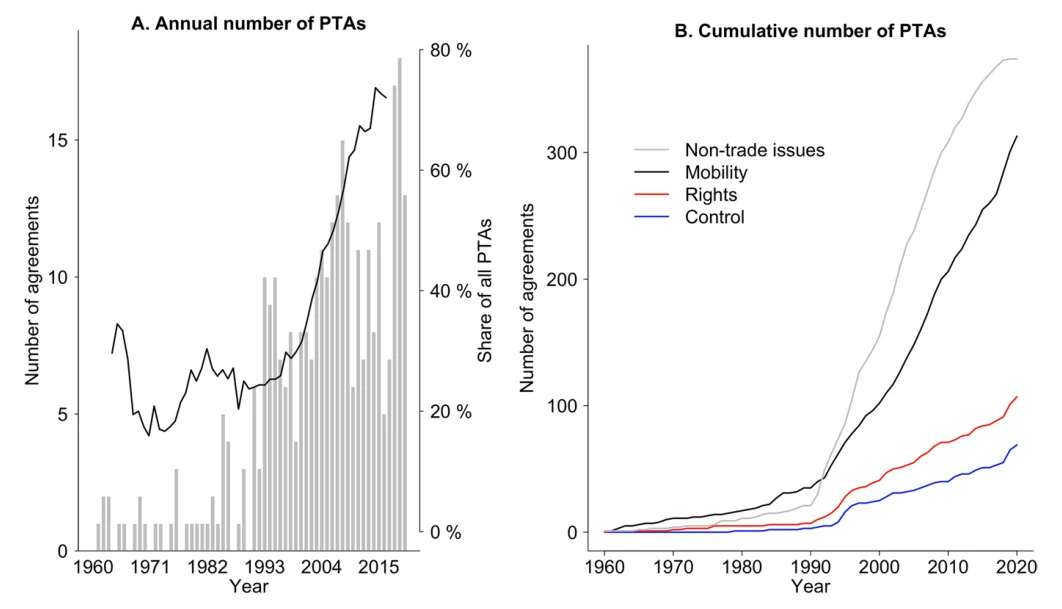 A. Annual number of PTAs
Number of agreements
15
10
5
0
80 %
60 %
40 %
20 %
0 %
Share of all PTAs
1960 1971 1982 1993 2004 2015
Year
B. Cumulative number of PTAs
Number of agreements
300
200
100
0
Non-trade issues
Mobility
Rights
Control
1960 1970 1980 1990 2000 2010 2020
Year